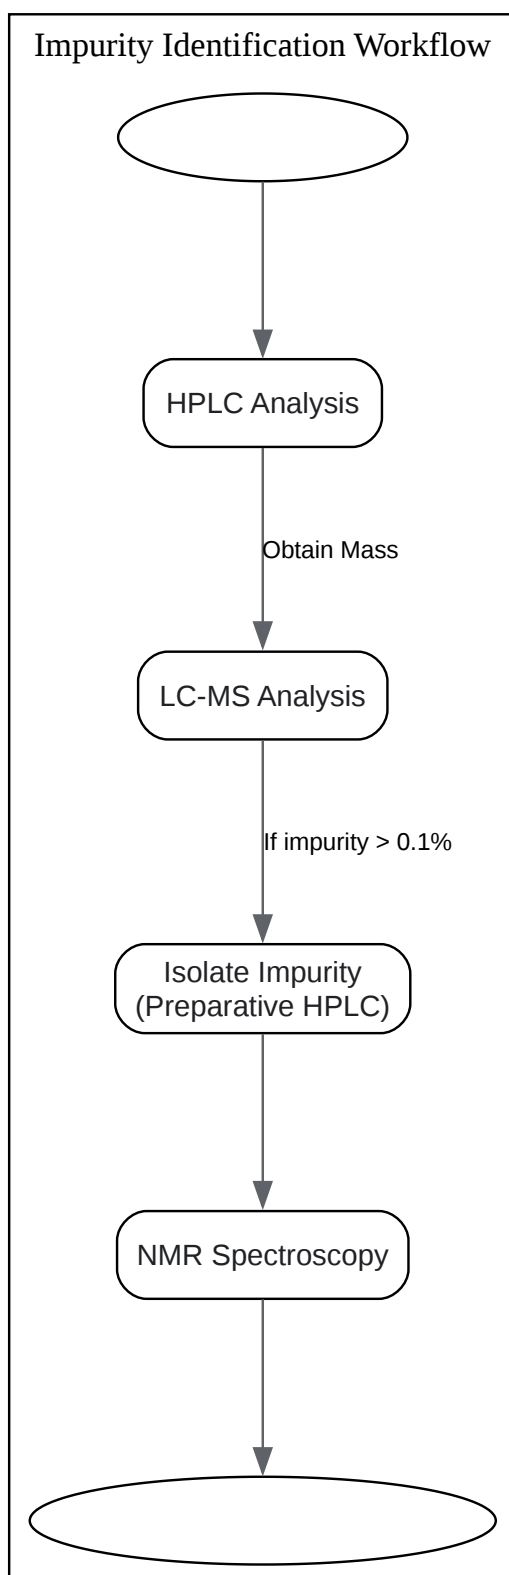 Impurity Identification Workflow
HPLC Analysis
Obtain Mass
LC-MS Analysis
If impurity > 0.1%
Isolate Impurity
(Preparative HPLC)
NMR Spectroscopy